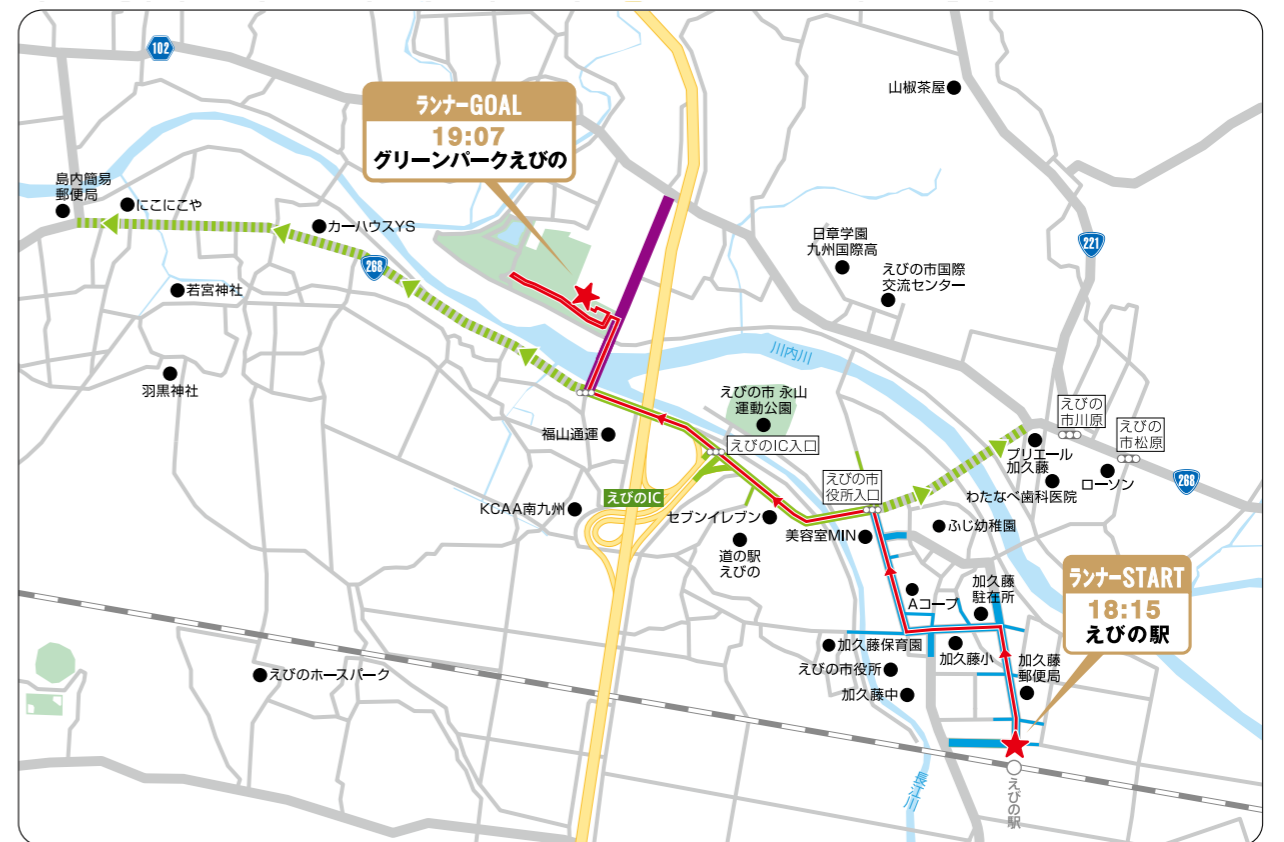 102
山椒茶屋
ランナーGOAL
19:07
グリーンパークえびの
島内簡易
郵便局
にこにこや
カーハウスYS
268
若宮神社
羽黒神社
日章学園
九州国際高
えびの市国際
交流センター
221
川内川
えびの市 永山
運動公園
えびの
市川原
えびの
市松原
福山通運
えびのIC入口
プリエール
加久藤
わたなべ歯科医院
ローソン
268
えびの市
役所入口
えびのIC
KCAA南九州
セブンイレブン
道の駅
えびの
美容室MIN
ふじ幼稚園
ランナーSTART
18:15
えびの駅
Aコープ
加久藤
駐在所
加久藤保育園
加久藤小
加久藤
郵便局
えびの市役所
加久藤中
えびのホースパーク
長江川
えびの駅